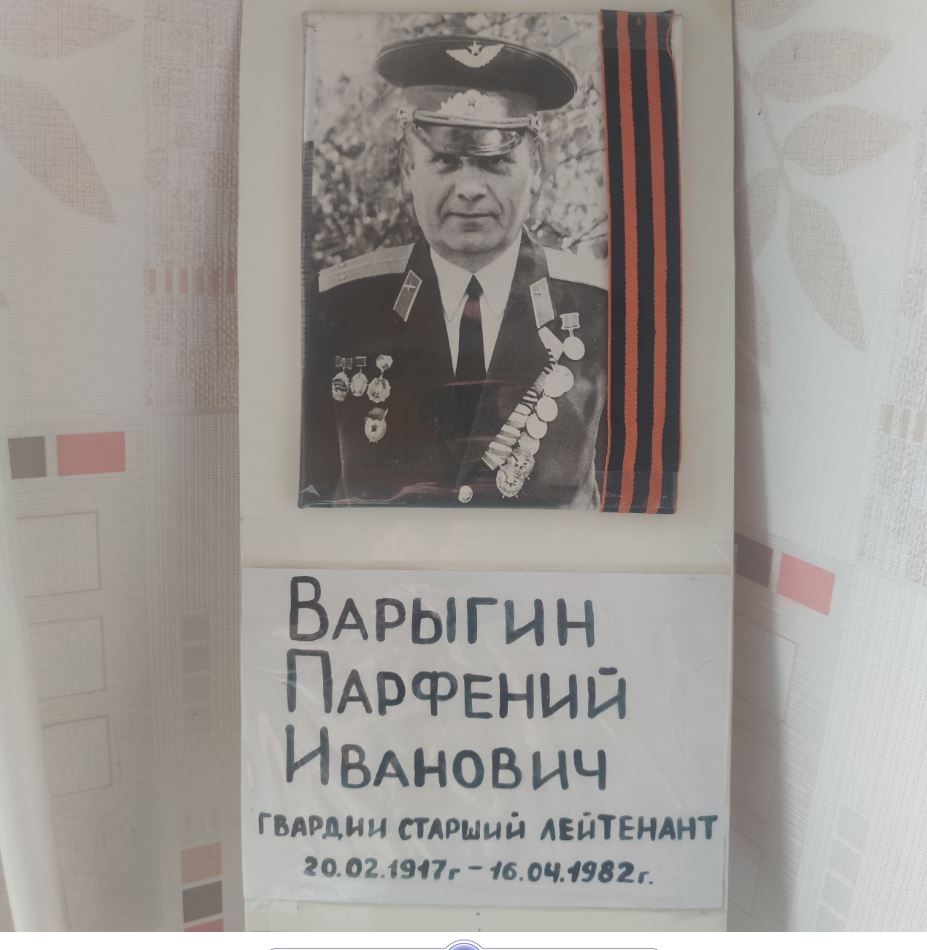 ВАРЫГИН
ПАРФЕНИЙ
ИВАНОВИЧ
ГВАРДИИ СТАРШИЙ ЛЕЙТЕНАНТ
20.02.1917г - 16.04.1982г.